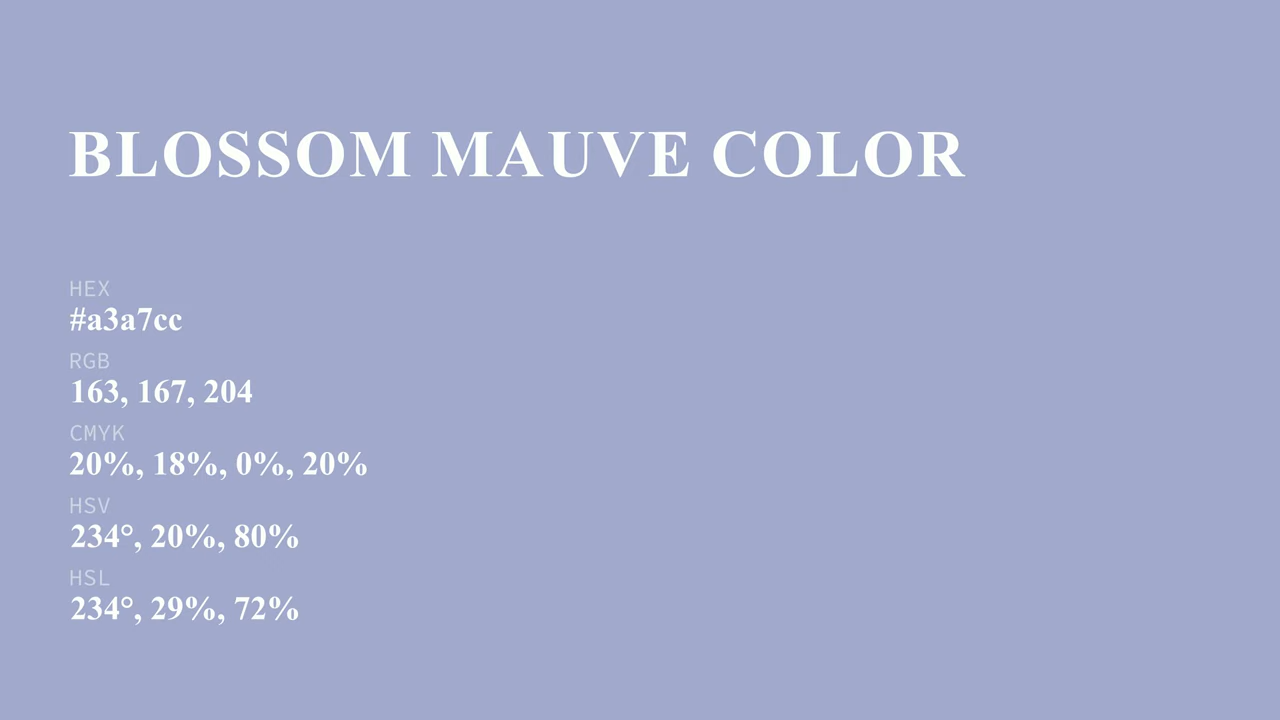 BLOSSOM MAUVE COLOR
HEX
#a3a7cc
RGB
163, 167, 204
CMYK
20%, 18%, 0%, 20%
HSV
234°, 20%, 80%
HSL
234°, 29%, 72%